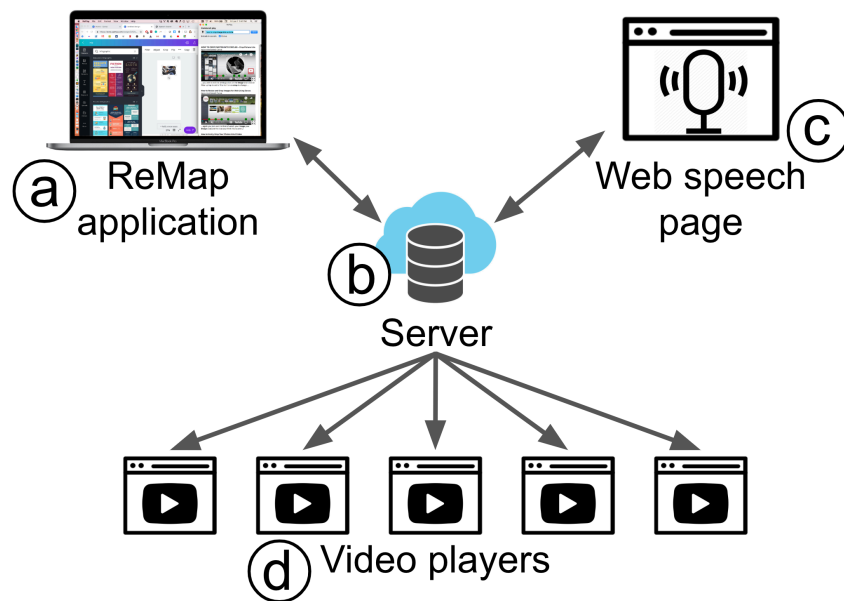 a
ReMap
application
c
Web speech
page
b
Server
d
Video players